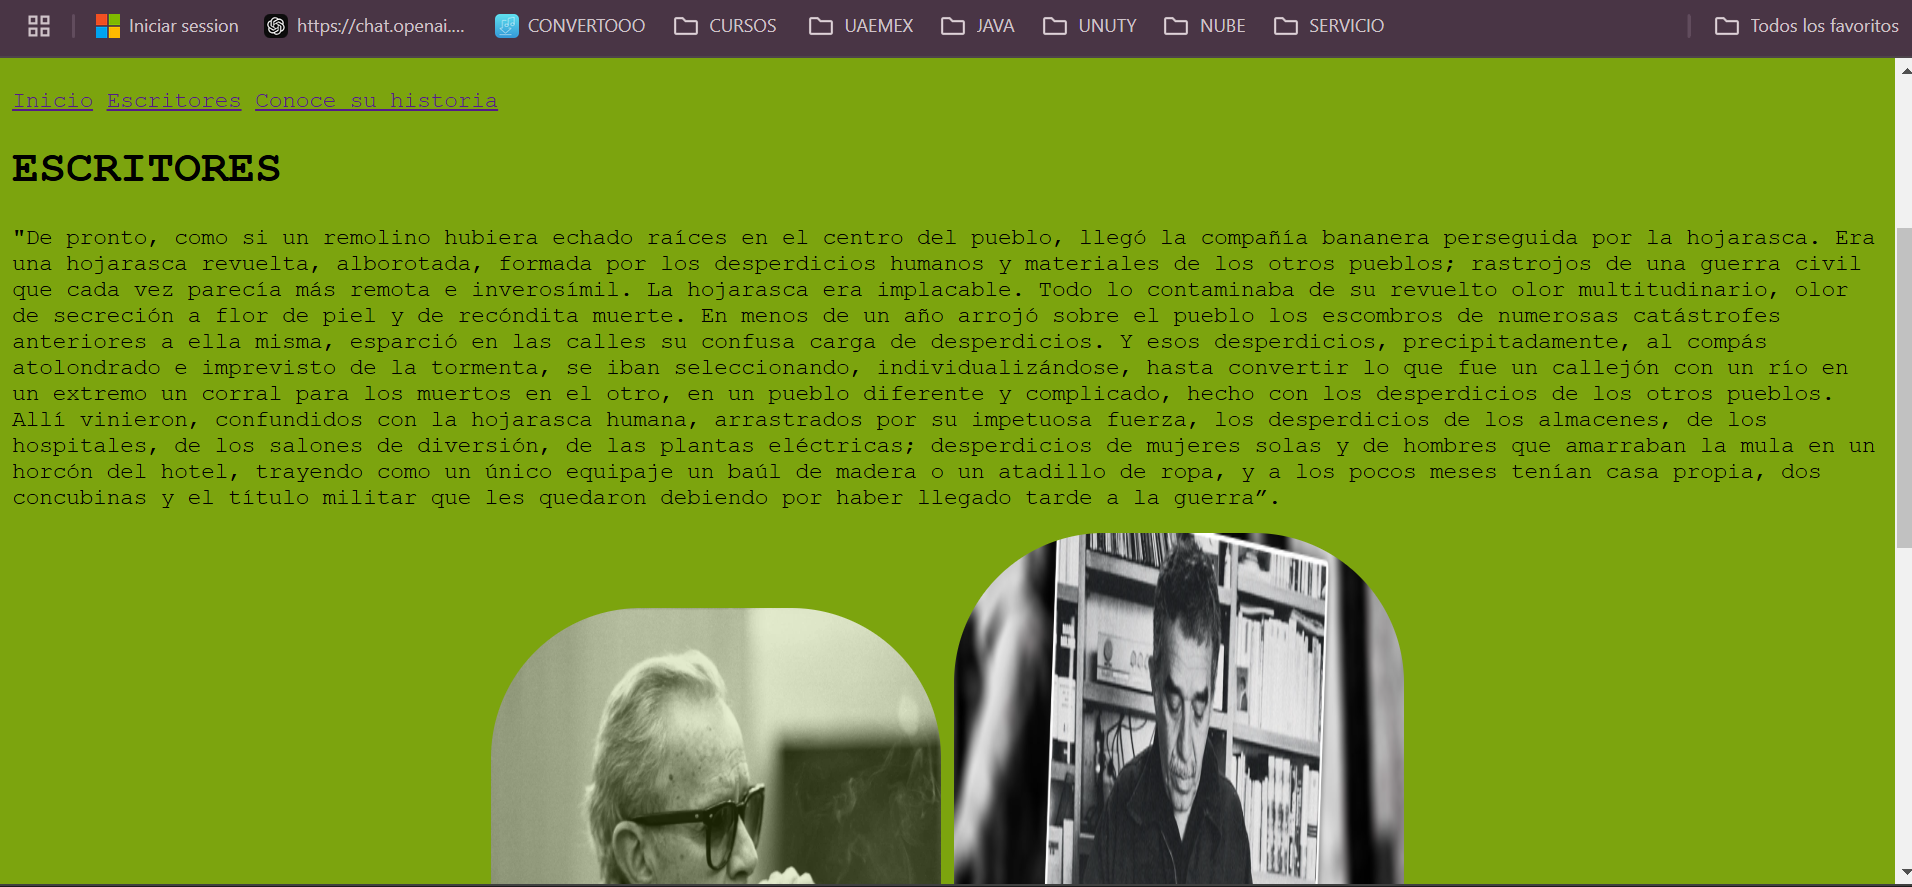 Iniciar session
https://chat.openai....
CONVERTOOO
CURSOS
UAEMEX
JAVA
UNUTY
NUBE
SERVICIO
Todos los favoritos
Inicio Escritores Conoce su historia
ESCRITORES
"De pronto, como si un remolino hubiera echado raíces en el centro del pueblo, llegó la compañía bananera perseguida por la hojarasca. Era
una hojarasca revuelta, alborotada, formada por los desperdicios humanos y materiales de los otros pueblos; rastrojos de una guerra civil
que cada vez parecía más remota e inverosímil. La hojarasca era implacable. Todo lo contaminaba de su revuelto olor multitudinario, olor
de secreción a flor de piel y de recóndita muerte. En menos de un año arrojó sobre el pueblo los escombros de numerosas catástrofes
anteriores a ella misma, esparció en las calles su confusa carga de desperdicios. Y esos desperdicios, precipitadamente, al compás
atolondrado e imprevisto de la tormenta, se iban seleccionando, individualizándose, hasta convertir lo que fue un callejón con un río en
un extremo un corral para los muertos en el otro, en un pueblo diferente y complicado, hecho con los desperdicios de los otros pueblos.
Allí vinieron, confundidos con la hojarasca humana, arrastrados por su impetuosa fuerza, los desperdicios de los almacenes, de los
hospitales, de los salones de diversión, de las plantas eléctricas; desperdicios de mujeres solas y de hombres que amarraban la mula en un
horcón del hotel, trayendo como un único equipaje un baúl de madera o un atadillo de ropa, y a los pocos meses tenían casa propia, dos
concubinas y el título militar que les quedaron debiendo por haber llegado tarde a la guerra”.